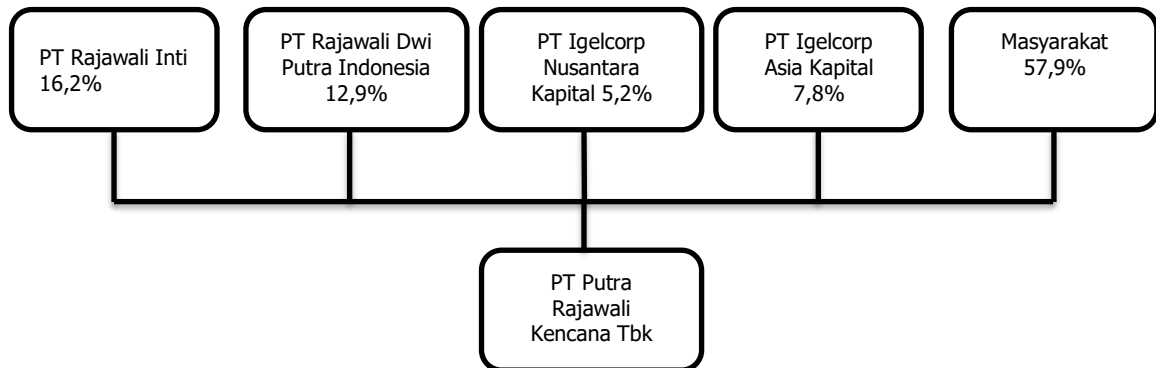 PT Rajawali Inti
16,2%
PT Rajawali Dwi
Putra Indonesia
12,9%
PT Igelcorp
Nusantara
Kapital 5,2%
PT Igelcorp
Asia Kapital
7,8%
Masyarakat
57,9%
PT Putra
Rajawali
Kencana Tbk